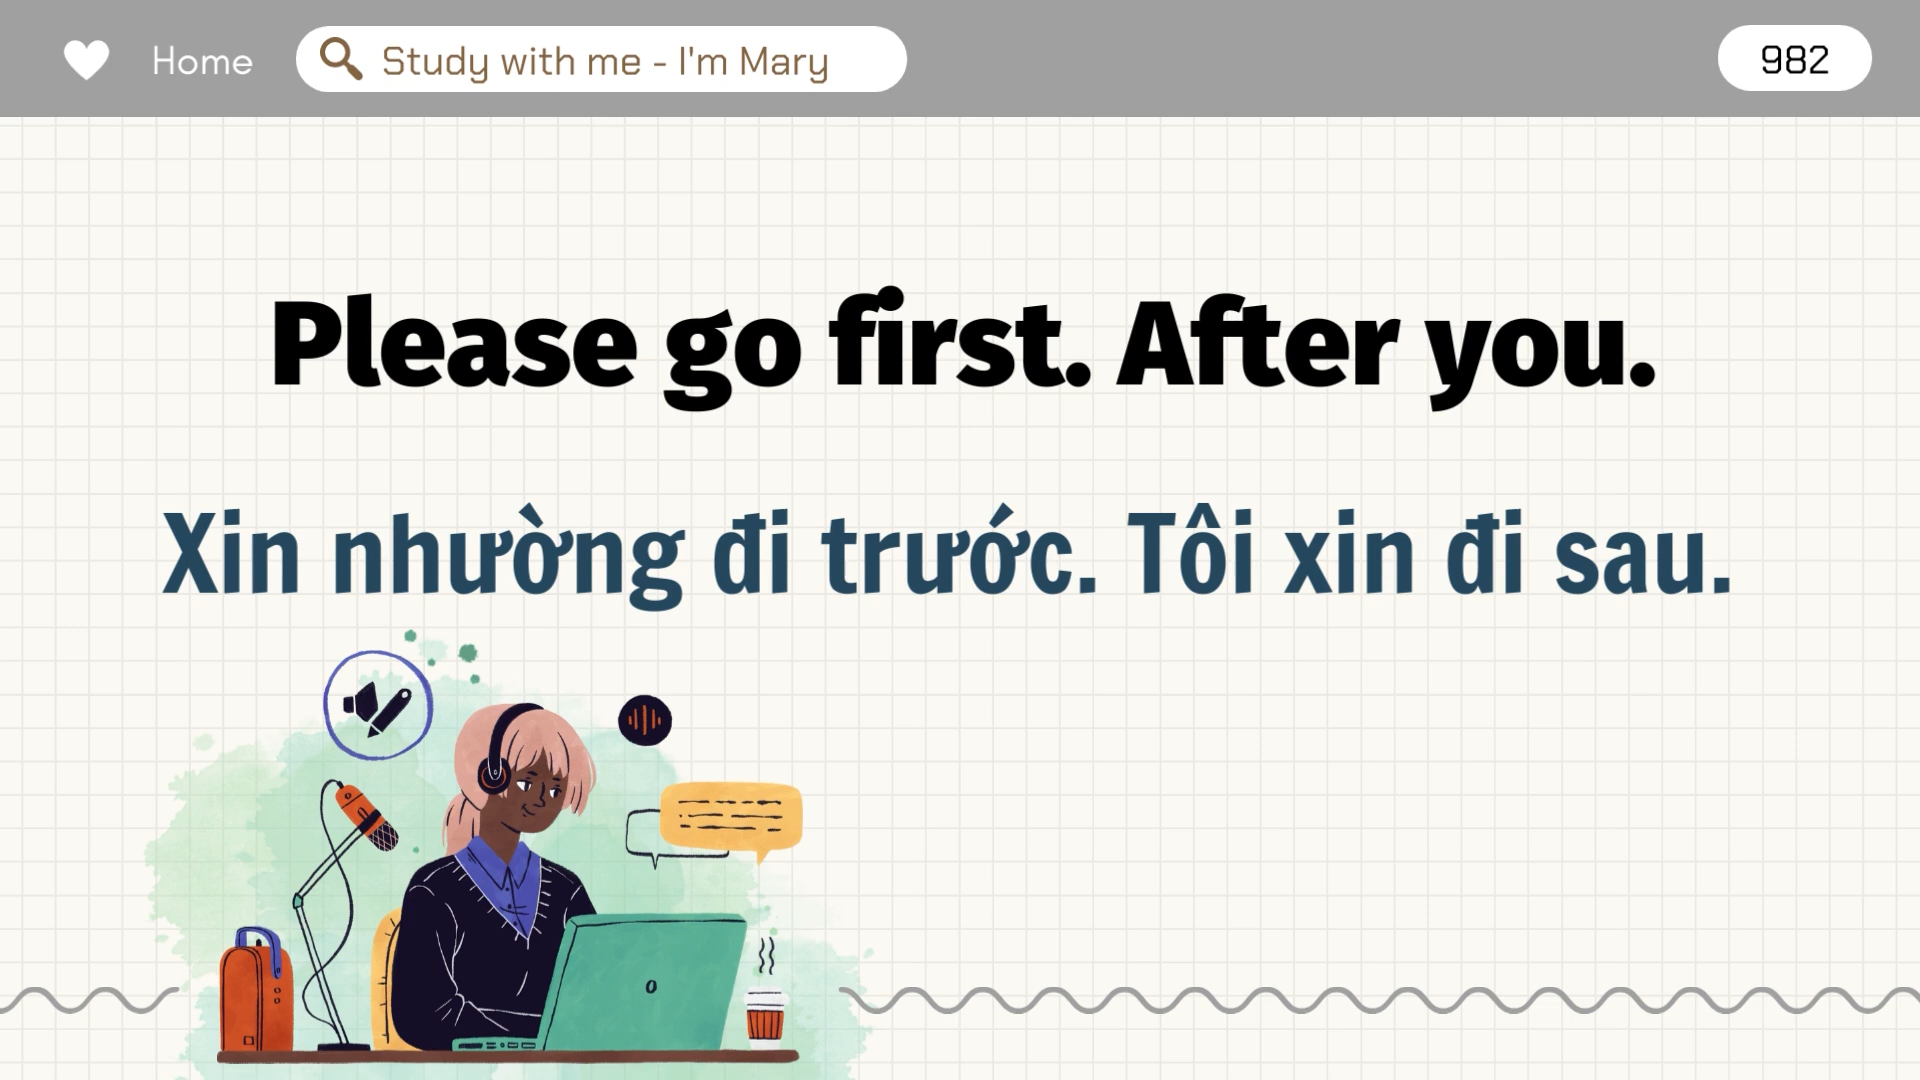 Home
Study with me - I'm Mary
982
Please go first. After you.
Xin nhường đi trước. Tôi xin đi sau.